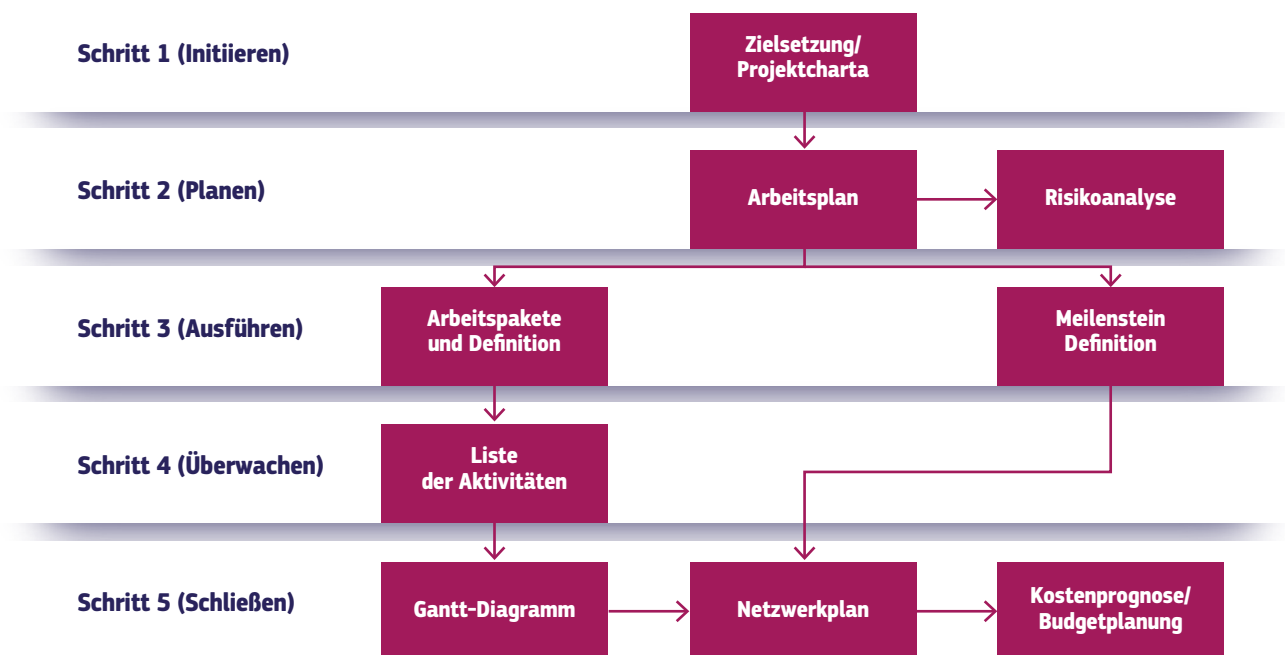 Schritt 1 (Initiieren)
Zielsetzung/
Projektcharta
Schritt 2 (Planen)
Arbeitsplan
Risikoanalyse
Schritt 3 (Ausführen)
Arbeitspakete
und Definition
Meilenstein
Definition
Schritt 4 (Überwachen)
Liste
der Aktivitäten
Schritt 5 (Schließen)
Gantt-Diagramm
Netzwerkplan
Kostenprognose/
Budgetplanung